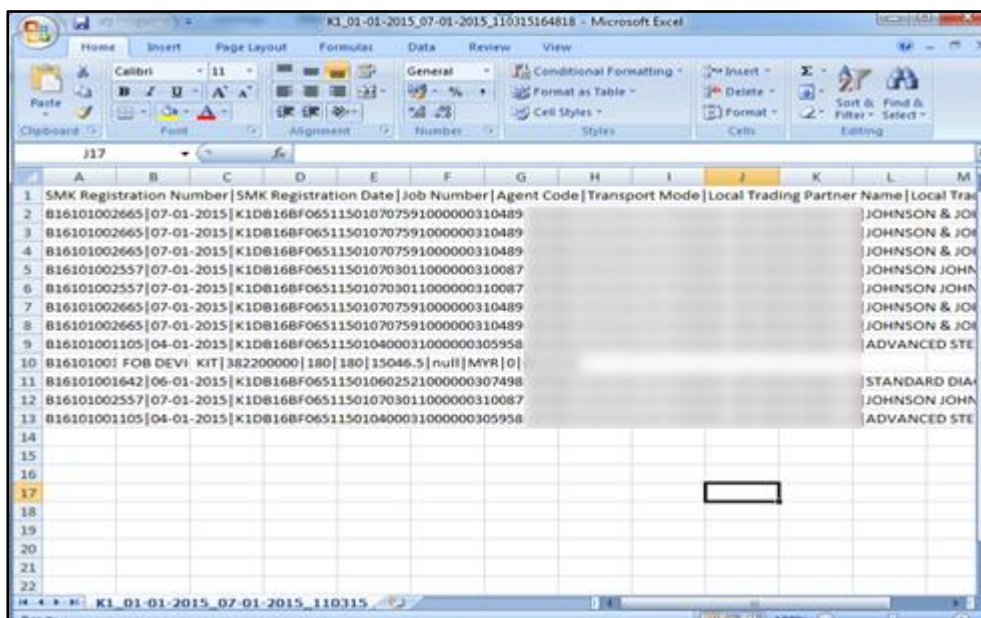 K1_01-01-2015_07-01-2015_110315164818 - Microsoft Excel
Home Insert Page Layout Formulas Data Review View
Calibri 11 General Conditional Formatting Insert Σ
Paste B I U A A % Format as Table Delete Sort & Find &
Cell Styles Format Filter Select
Clipboard Font Alignment Number Styles Cells Editing
J17 fx
A B C D E F G H I J K L M
1 SMK Registration Number|SMK Registration Date|Job Number|Agent Code|Transport Mode|Local Trading Partner Name|Local Trac
2 B16101002665|07-01-2015|K1DB16BF065115010707591000000310489 |JOHNSON & JO
3 B16101002665|07-01-2015|K1DB16BF065115010707591000000310489 |JOHNSON & JO
4 B16101002665|07-01-2015|K1DB16BF065115010707591000000310489 |JOHNSON & JO
5 B16101002557|07-01-2015|K1DB16BF06511501070301100000310087 |JOHNSON JOHN
6 B16101002557|07-01-2015|K1DB16BF06511501070301100000310087 |JOHNSON JOHN
7 B16101002665|07-01-2015|K1DB16BF065115010707591000000310489 |JOHNSON & JO
8 B16101002665|07-01-2015|K1DB16BF065115010707591000000310489 |JOHNSON & JO
9 B16101001105|04-01-2015|K1DB16BF065115010400031000000305958 |ADVANCED STE
10 FOB DEVI KIT|382200000|180|180|15046.5|null|MYR|0|
11 B16101001642|06-01-2015|K1DB16BF065115010602521000000307498 |STANDARD DIA
12 B16101002557|07-01-2015|K1DB16BF06511501070301100000310087 |JOHNSON JOHN
13 B16101001105|04-01-2015|K1DB16BF065115010400031000000305958 |ADVANCED STE
14
15
16
17
18
19
20
21
22
K1_01-01-2015_07-01-2015_110315